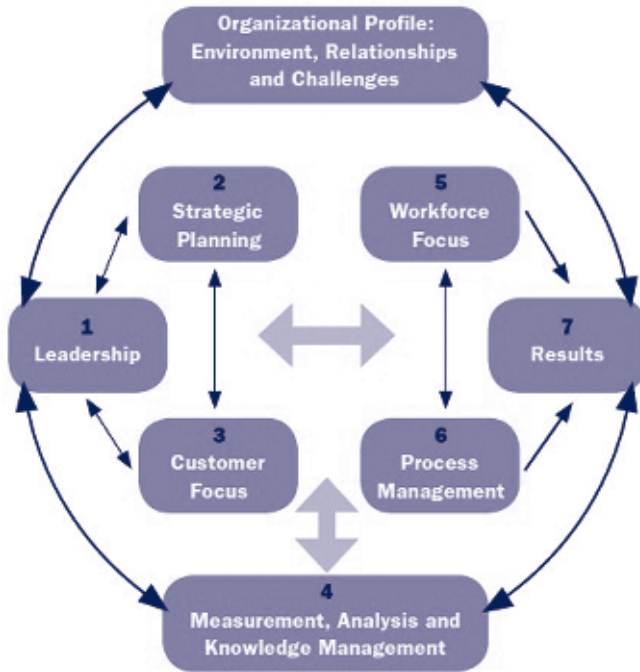 Organizational Profile:
Environment, Relationships
and Challenges
2
Strategic
Planning
5
Workforce
Focus
1
Leadership
7
Results
3
Customer
Focus
6
Process
Management
4
Measurement, Analysis and
Knowledge Management